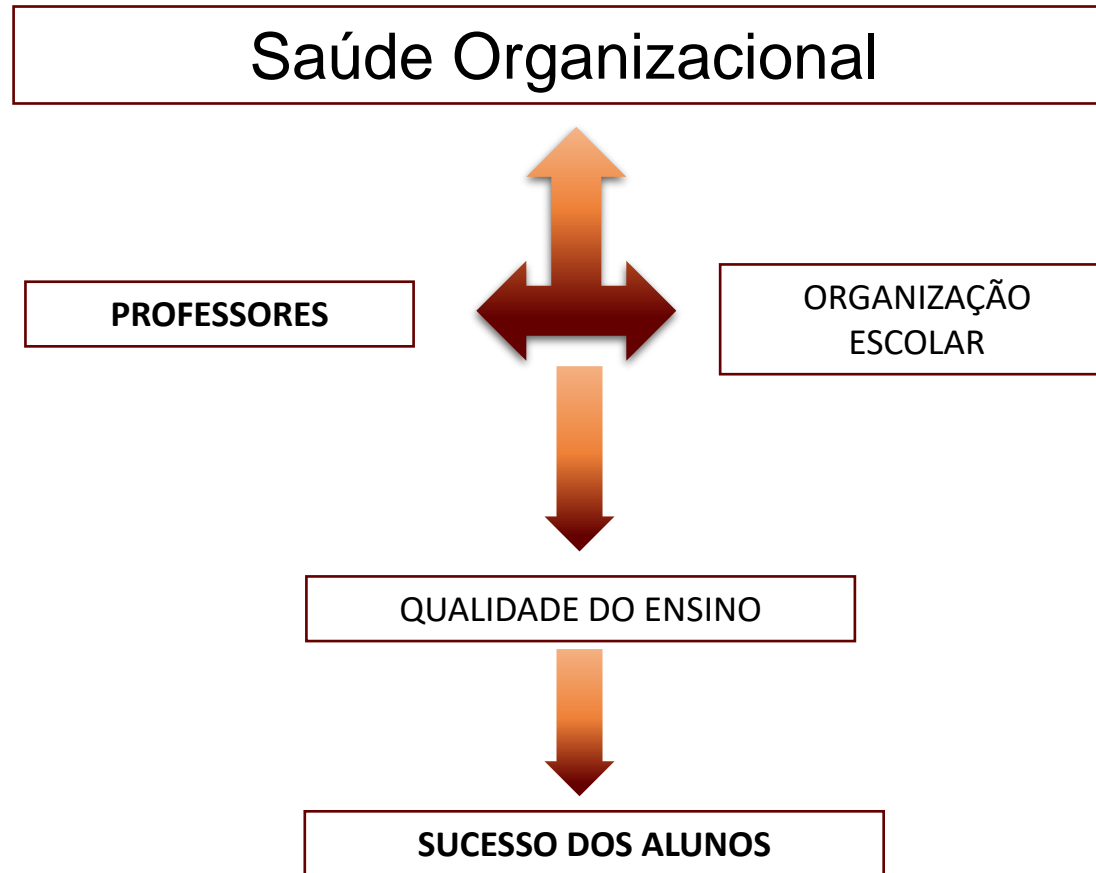 Saúde Organizacional
PROFESSORES
ORGANIZAÇÃO
ESCOLAR
QUALIDADE DO ENSINO
SUCESSO DOS ALUNOS